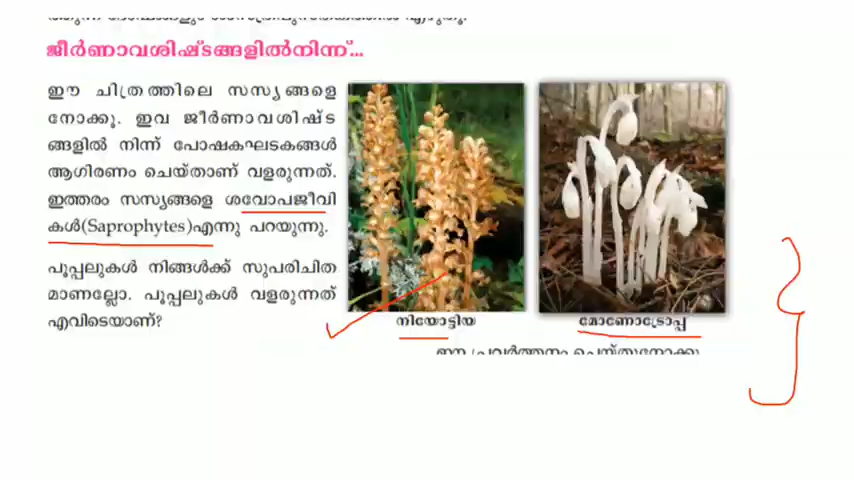 ജീർണാവശിഷ്ടങ്ങളിൽനിന്ന്...
ഈ ചിത്രത്തിലെ സസ്യങ്ങളെ
നോക്കൂ. ഇവ ജീർണാവശിഷ്ട
ങ്ങളിൽ നിന്ന് പോഷകഘടകങ്ങൾ
ആഗിരണം ചെയ്താണ് വളരുന്നത്.
ഇത്തരം സസ്യങ്ങളെ ശവോപജീവി
കൾ(Saprophytes)എന്നു പറയുന്നു.
പൂപ്പലുകൾ നിങ്ങൾക്ക് സുപരിചിത
മാണല്ലോ. പൂപ്പലുകൾ വളരുന്നത്
എവിടെയാണ്?
നിയോട്ടിയ
മോണോട്രോപ്പ
ഈ പ്രവർത്തനം ചെയ്തുനോക്കൂ